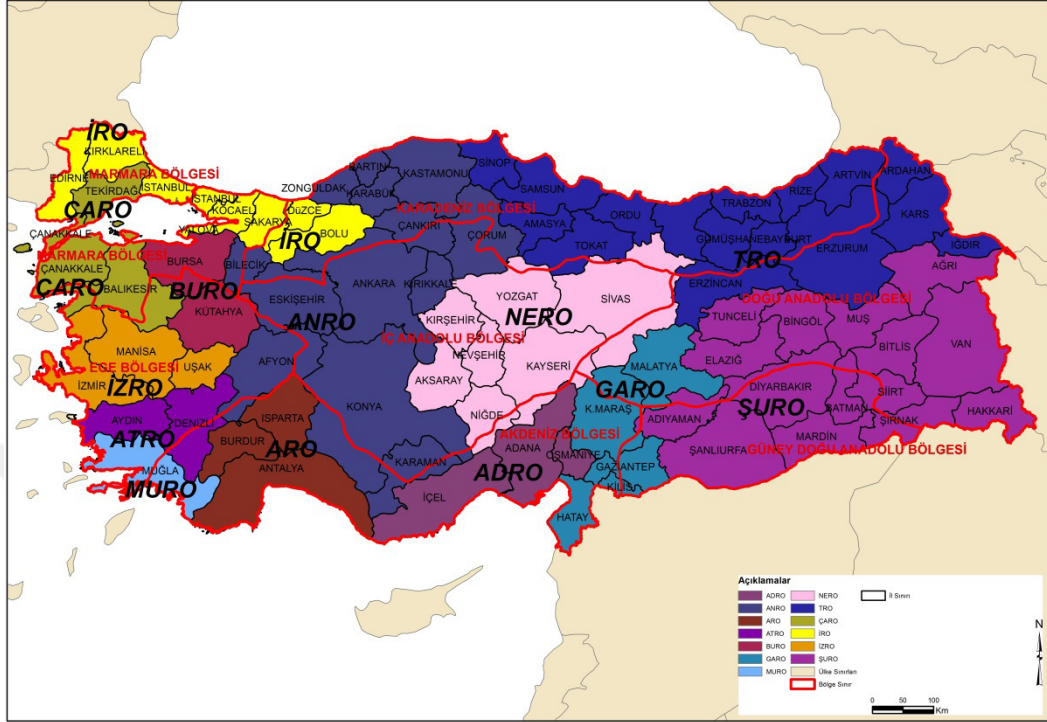 İRO
KIRKLARELİ
EDİRNE
MARMARA BÖLGESİ
TEKİRDAĞ
İSTANBUL
ÇARO
İSTANBUL
KOCAELİ
YALOVA
SAKARYA
DÜZCE
BOLU
İRO
ZONGULDAK
BARTIN
KARABÜK
KASTAMONU
SİNOP
SAMSUN
KARADENİZ BÖLGESİ
ÇANKIRI
ÇORUM
AMASYA
ORDU
TOKAT
TRABZON
RİZE
ARTVİN
ARDAHAN
KARS
GÜMÜŞHANE
BAYBURT
ERZURUM
IĞDIR
TRO
ERZİNCAN
AĞRI
ÇANAKKALE
MARMARA BÖLGESİ
ÇANAKKALE
ÇARO
BALIKESİR
BURSA
BİLECİK
BURO
KÜTAHYA
ESKİŞEHİR
ANKARA
KIRIKKALE
ANRO
YOZGAT
SİVAS
NERO
KIRŞEHİR
İÇ ANADOLU BÖLGESİ
NEVŞEHİR
KAYSERİ
AKSARAY
NİĞDE
DOĞU ANADOLU BÖLGESİ
TUNCELİ
BİNGÖL
MUŞ
BİTLİS
VAN
ELAZIĞ
MALATYA
GARO
DİYARBAKIR
ŞURO
BATMAN
SİİRT
ŞIRNAK
HAKKARİ
MANİSA
UŞAK
EGE BÖLGESİ
İZMİR
İZRO
AFYON
KONYA
AYDIN
DENİZLİ
ATRO
ISPARTA
BURDUR
ARO
ANTALYA
MUĞLA
MURO
KARAMAN
AKDENİZ BÖLGESİ
ADANA
OSMANİYE
ADRO
İÇEL
K.MARAŞ
ADIYAMAN
GAZİANTEP
KİLİS
HATAY
ŞANLIURFA
MARDİN
GÜNEY DOĞU ANADOLU BÖLGESİ
Açıklamalar
ADRO
ANRO
ARO
ATRO
BURO
GARO
MURO
NERO
TRO
ÇARO
İRO
İZRO
ŞURO
Ülke Sınırları
Bölge Sınır
İl Sınırı
N
0 50 100
Km